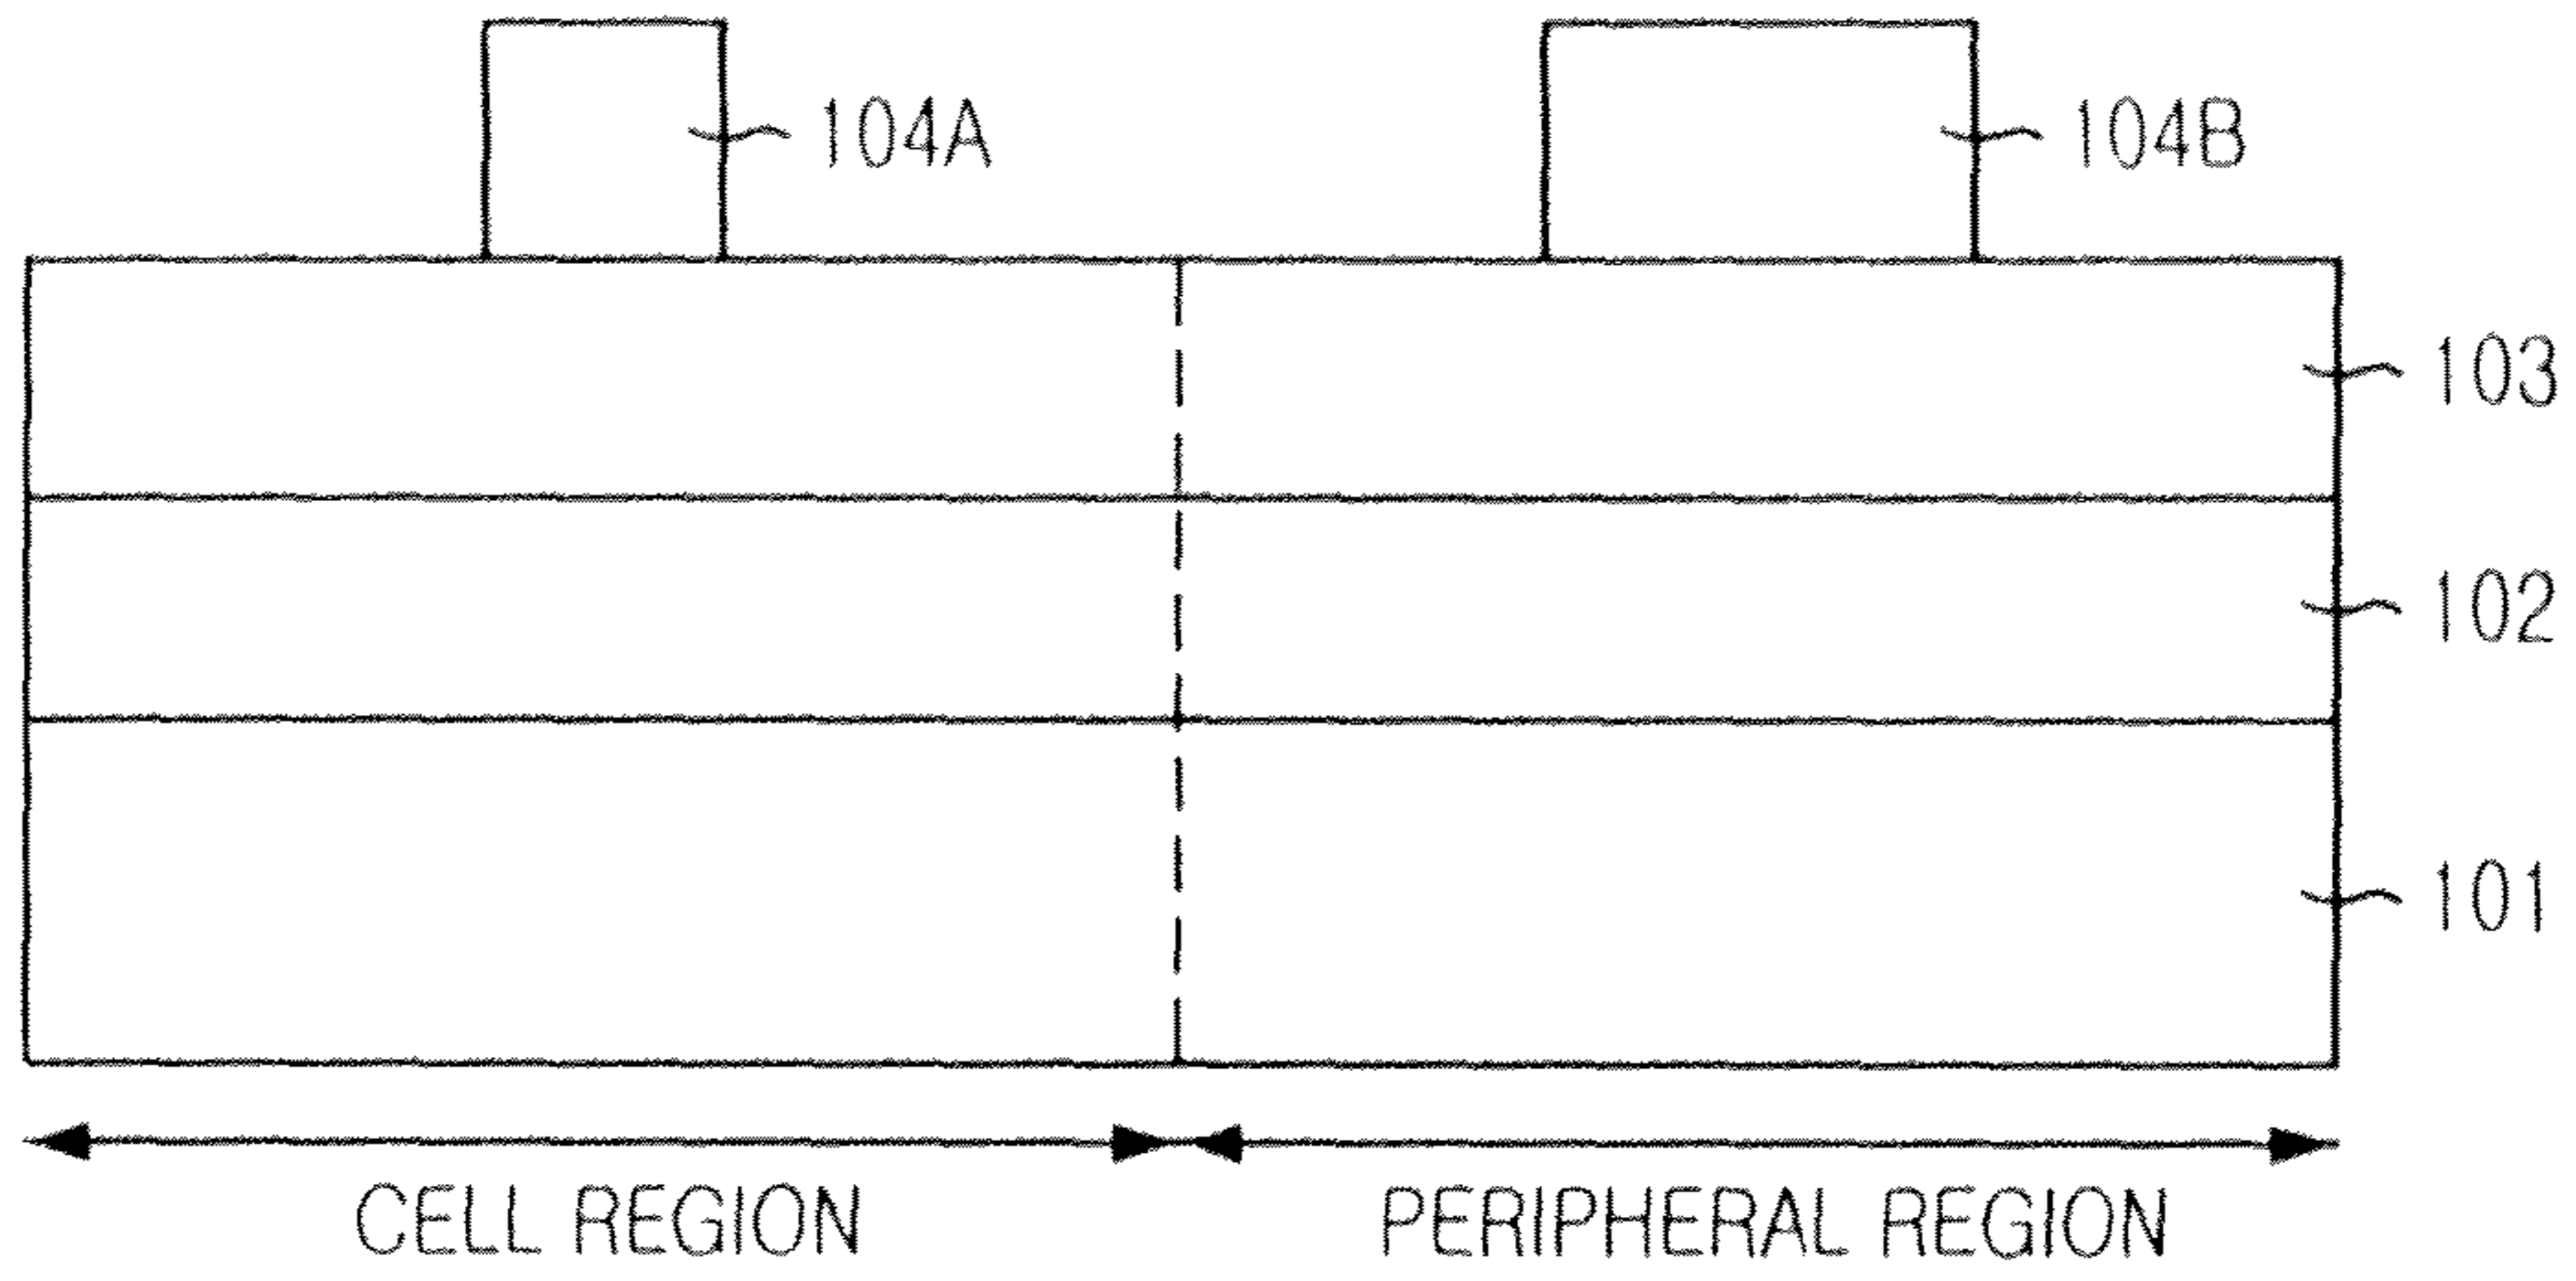 104A
104B
103
102
101
CELL REGION
PERIPHERAL REGION